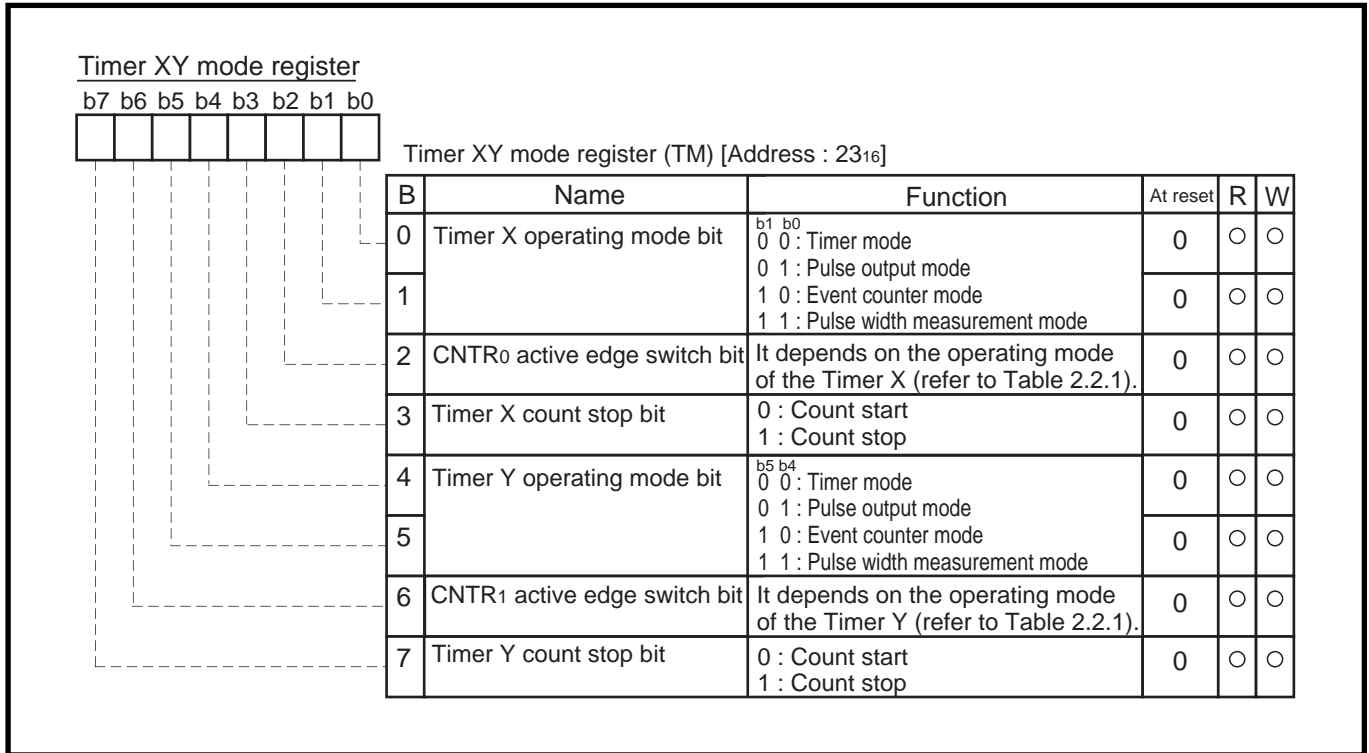 Timer XY mode register
b7 b6 b5 b4 b3 b2 b1 b0
Timer XY mode register (TM) [Address : 2316]
B Name Function At reset R W
0 Timer X operating mode bit
b1 b0
0 0 : Timer mode
0 1 : Pulse output mode
0 ○ ○
1
1 0 : Event counter mode
1 1 : Pulse width measurement mode
0 ○ ○
2 CNTR0 active edge switch bit It depends on the operating mode
of the Timer X (refer to Table 2.2.1).
0 ○ ○
3 Timer X count stop bit 0 : Count start
1 : Count stop
0 ○ ○
4 Timer Y operating mode bit
b5 b4
0 0 : Timer mode
0 1 : Pulse output mode
0 ○ ○
5
1 0 : Event counter mode
1 1 : Pulse width measurement mode
0 ○ ○
6 CNTR1 active edge switch bit It depends on the operating mode
of the Timer Y (refer to Table 2.2.1).
0 ○ ○
7 Timer Y count stop bit 0 : Count start
1 : Count stop
0 ○ ○